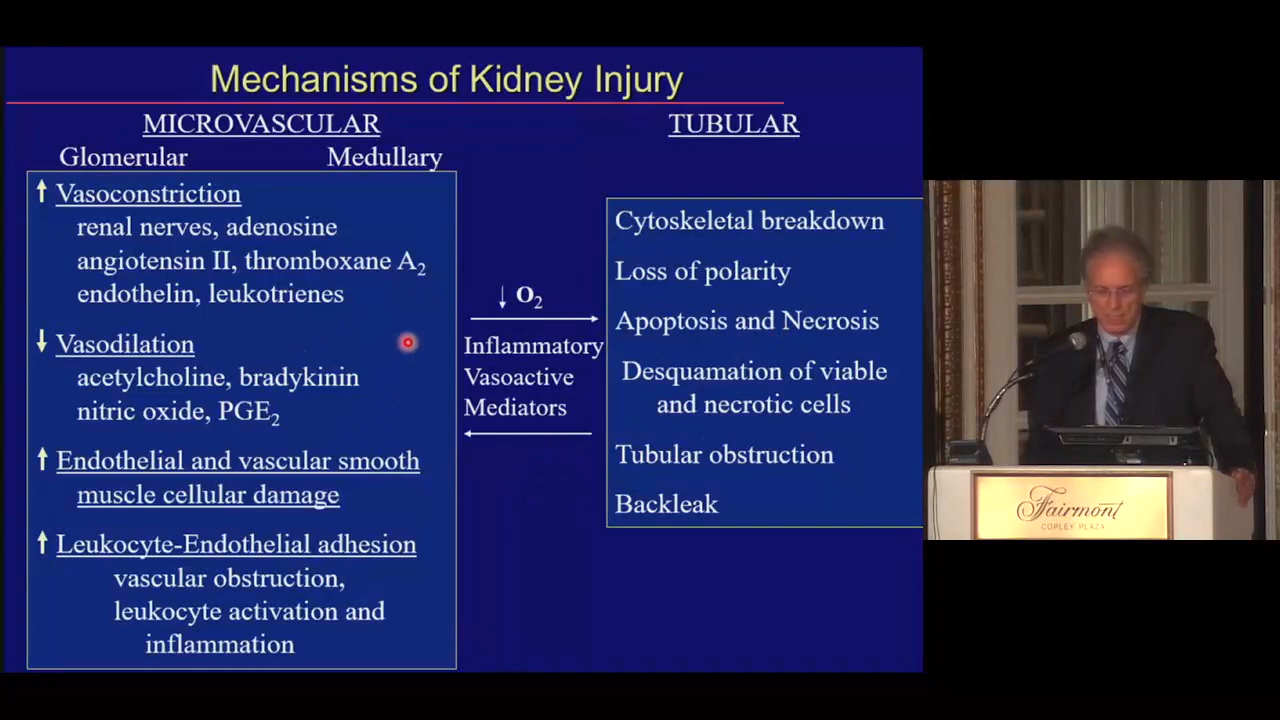 Mechanisms of Kidney Injury
MICROVASCULAR
Glomerular Medullary
↑ Vasoconstriction
renal nerves, adenosine
angiotensin II, thromboxane A₂
endothelin, leukotrienes
↓ Vasodilation
acetylcholine, bradykinin
nitric oxide, PGE₂
↑ Endothelial and vascular smooth
muscle cellular damage
↑ Leukocyte-Endothelial adhesion
vascular obstruction,
leukocyte activation and
inflammation
↓ O₂
Inflammatory
Vasoactive
Mediators
TUBULAR
Cytoskeletal breakdown
Loss of polarity
Apoptosis and Necrosis
Desquamation of viable
and necrotic cells
Tubular obstruction
Backleak
Fairmont
COPLEY PLAZA